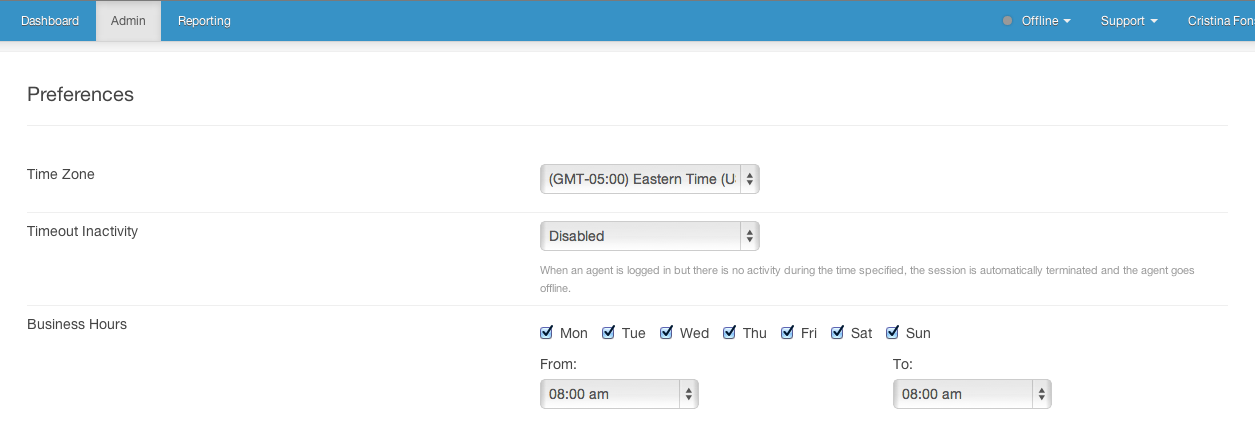 Dashboard Admin Reporting Offline Support Cristina Fons
Preferences
Time Zone (GMT-05:00) Eastern Time (U
Timeout Inactivity Disabled
When an agent is logged in but there is no activity during the time specified, the session is automatically terminated and the agent goes
offline.
Business Hours Mon Tue Wed Thu Fri Sat Sun
From: To:
08:00 am 08:00 am